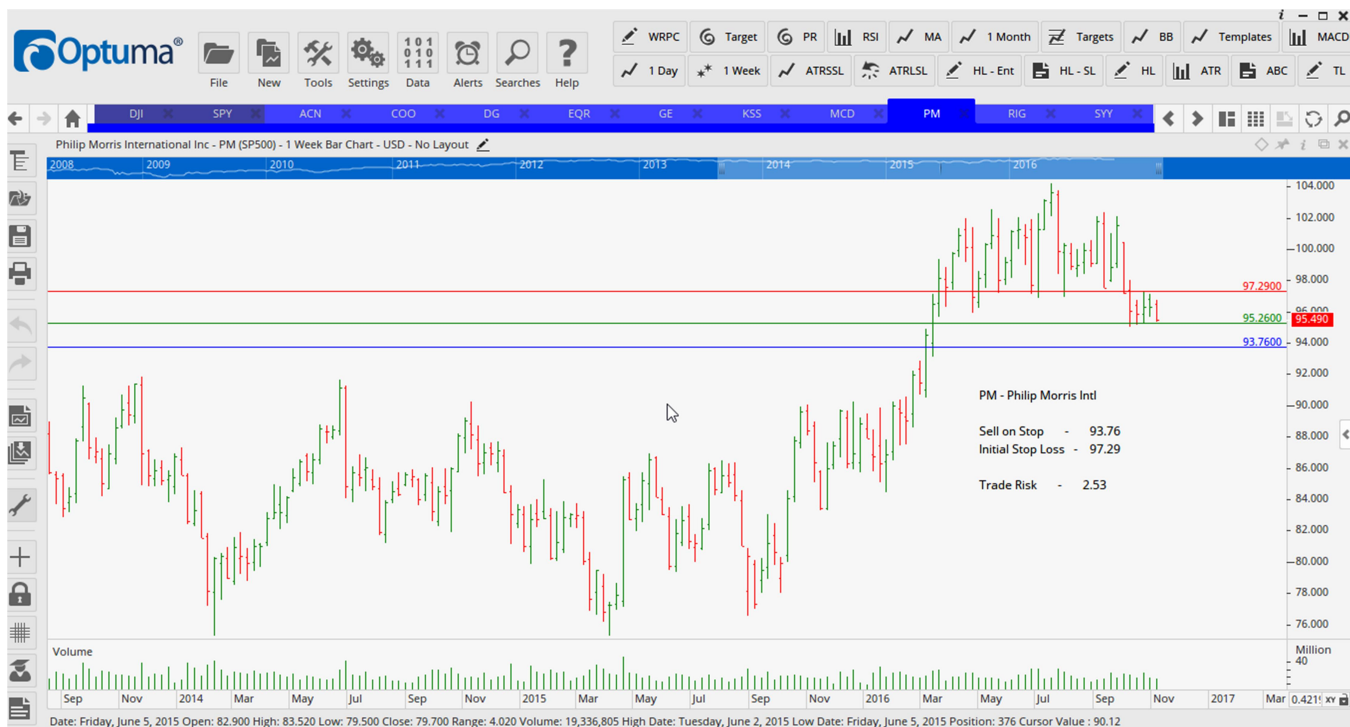 Optuma®
File
New
Tools
Settings
Data
Alerts
Searches
Help
WRPC
Target
PR
RSI
MA
1 Month
Targets
BB
Templates
MACD
1 Day
1 Week
ATRSSL
ATRLSL
HL - Ent
HL - SL
HL
ATR
ABC
TL
DJI
SPY
ACN
COO
DG
EQR
GE
KSS
MCD
PM
RIG
SYY
Philip Morris International Inc - PM (SP500) - 1 Week Bar Chart - USD - No Layout
2008 2009 2010 2011 2012 2013 2014 2015 2016
104.000
102.000
100.000
98.000
97.2900
96.000
95.2600
95.490
94.000
93.7600
92.000
90.000
88.000
86.000
84.000
82.000
80.000
78.000
76.000
PM - Philip Morris Intl
Sell on Stop - 93.76
Initial Stop Loss - 97.29
Trade Risk - 2.53
Volume
Million
40
Sep Nov 2014 Mar May Jul Sep Nov 2015 Mar May Jul Sep Nov 2016 Mar May Jul Sep Nov 2017 Mar
XY
Date: Friday, June 5, 2015 Open: 82.900 High: 83.520 Low: 79.500 Close: 79.700 Range: 4.020 Volume: 19,336,805 High Date: Tuesday, June 2, 2015 Low Date: Friday, June 5, 2015 Position: 376 Cursor Value : 90.12